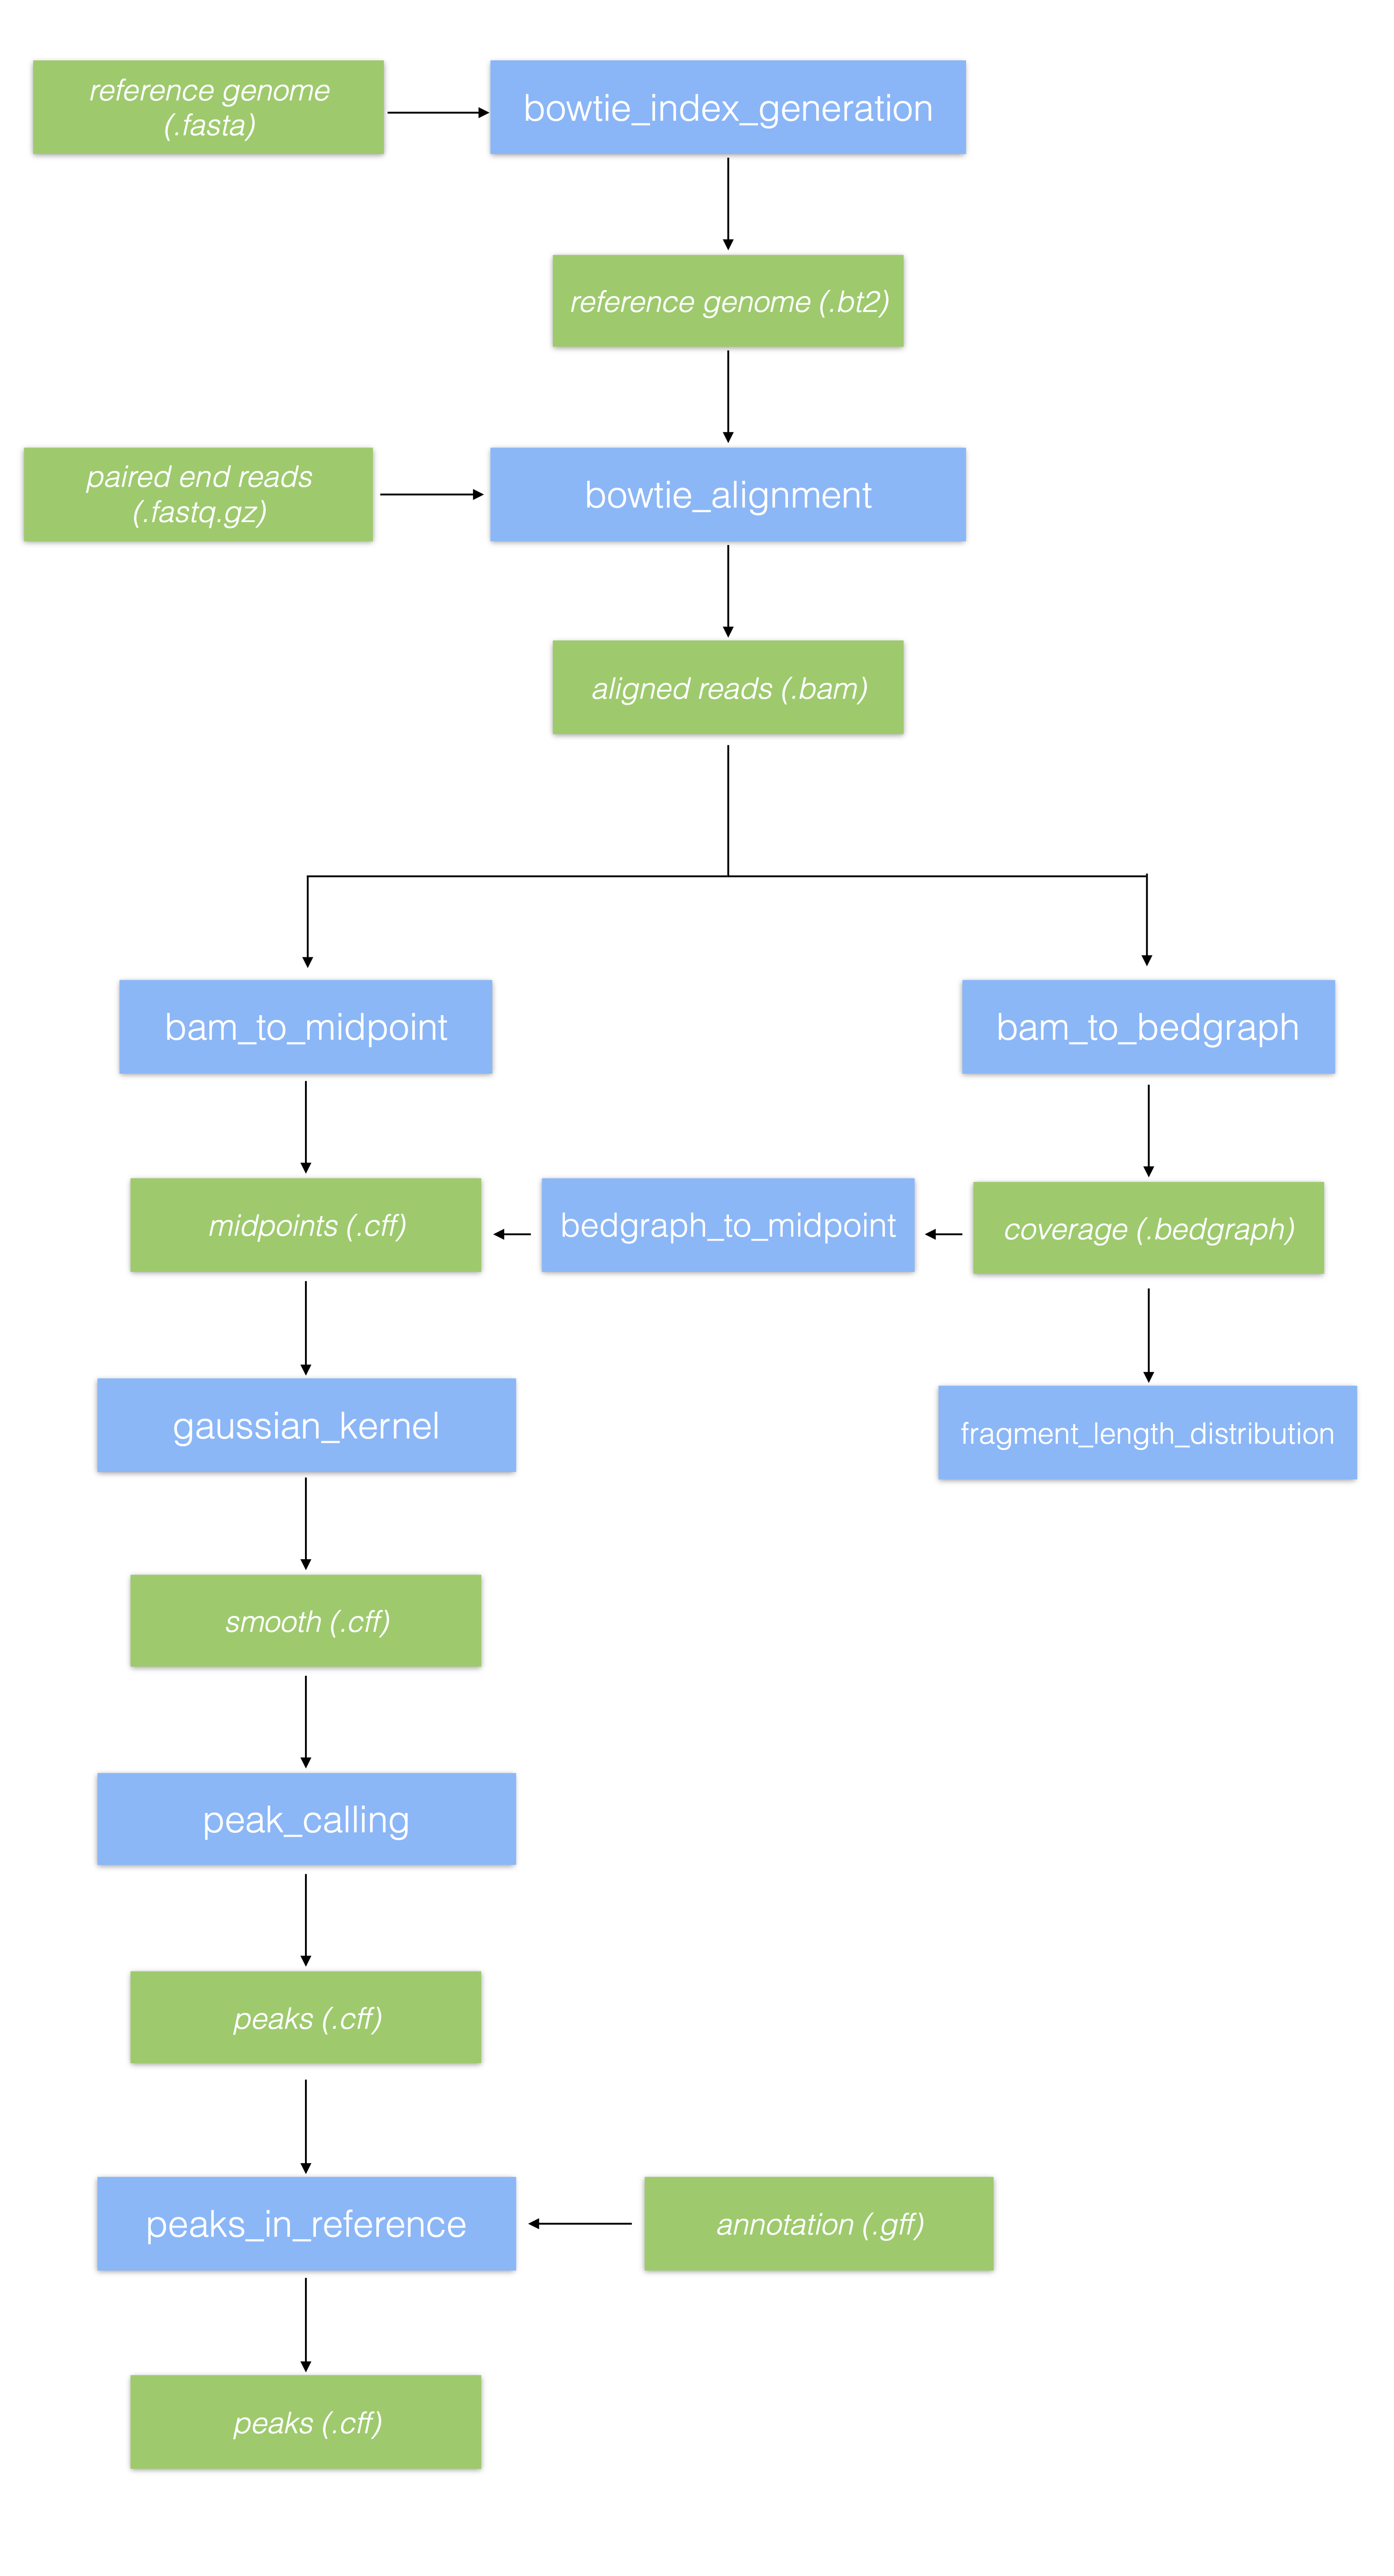 reference genome
(.fasta)
bowtie_index_generation
reference genome (.bt2)
paired end reads
(.fastq.gz)
bowtie_alignment
aligned reads (.bam)
bam_to_midpoint
bam_to_bedgraph
midpoints (.cff)
bedgraph_to_midpoint
coverage (.bedgraph)
gaussian_kernel
fragment_length_distribution
smooth (.cff)
peak_calling
peaks (.cff)
peaks_in_reference
annotation (.gff)
peaks (.cff)